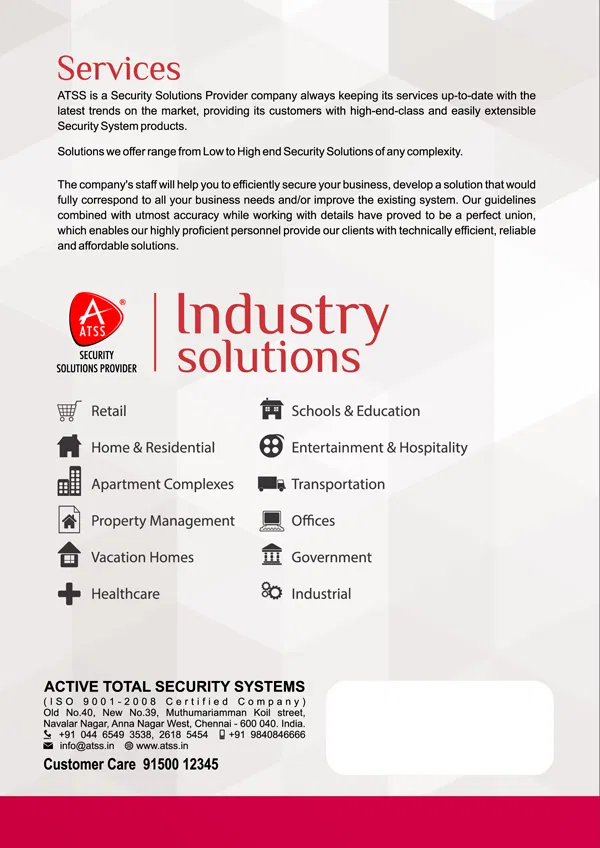 Services
ATSS is a Security Solutions Provider company always keeping its services up-to-date with the
latest trends on the market, providing its customers with high-end-class and easily extensible
Security System products.
Solutions we offer range from Low to High end Security Solutions of any complexity.
The company's staff will help you to efficiently secure your business, develop a solution that would
fully correspond to all your business needs and/or improve the existing system. Our guidelines
combined with utmost accuracy while working with details have proved to be a perfect union,
which enables our highly proficient personnel provide our clients with technically efficient, reliable
and affordable solutions.
ATSS ®
SECURITY
SOLUTIONS PROVIDER
Industry
solutions
Retail
Home & Residential
Apartment Complexes
Property Management
Vacation Homes
Healthcare
Schools & Education
Entertainment & Hospitality
Transportation
Offices
Government
Industrial
ACTIVE TOTAL SECURITY SYSTEMS
(ISO 9001-2008 Certified Company)
Old No.40, New No.39, Muthumariamman Koil street,
Navalar Nagar, Anna Nagar West, Chennai - 600 040. India.
+91 044 6549 3538, 2618 5454 +91 9840846666
info@atss.in www.atss.in
Customer Care 91500 12345